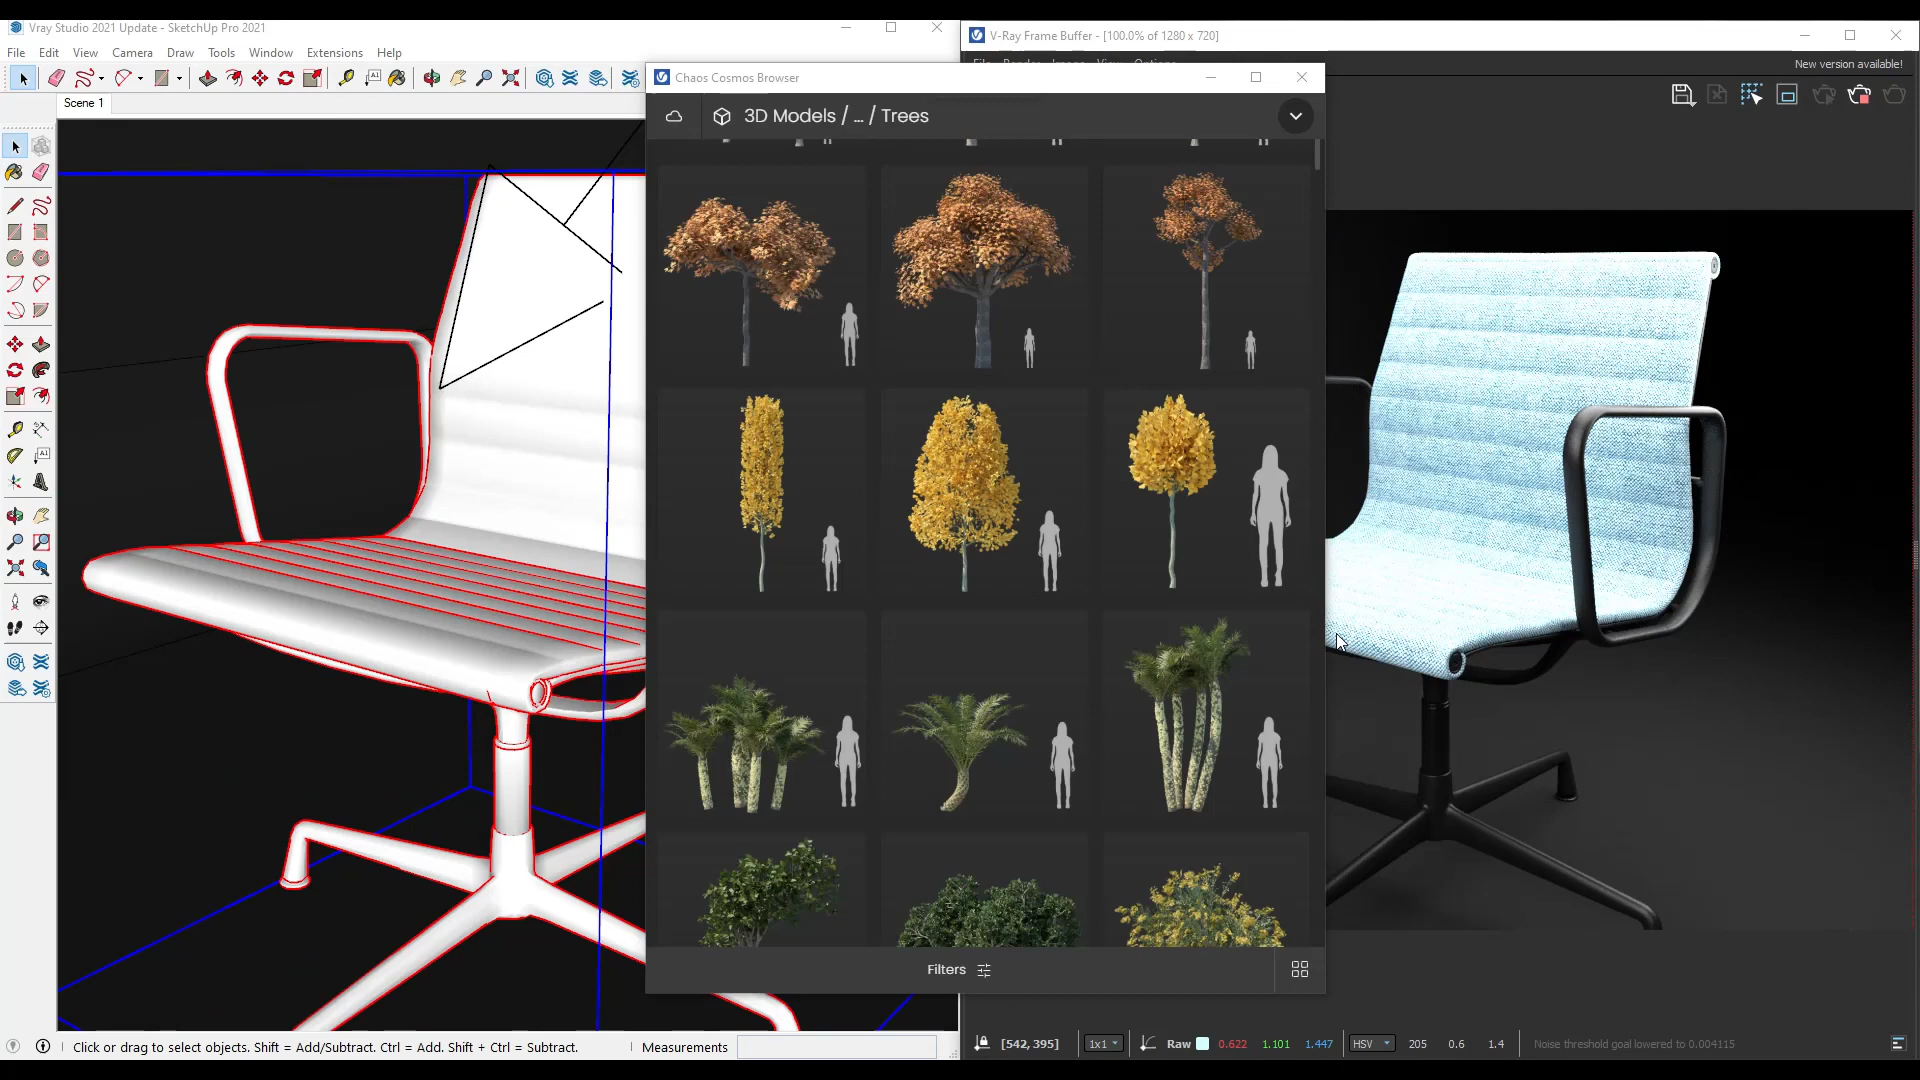 Vray Studio 2021 Update - SketchUp Pro 2021
File Edit View Camera Draw Tools Window Extensions Help
Scene 1
V-Ray Frame Buffer - [100.0% of 1280 x 720]
New version available!
Chaos Cosmos Browser
3D Models / ... / Trees
Filters
Click or drag to select objects. Shift = Add/Subtract. Ctrl = Add. Shift + Ctrl = Subtract.
Measurements
[542, 395] 1x1 Raw 0.622 1.101 1.447 HSV 205 0.6 1.4 Noise threshold goal lowered to 0.004115